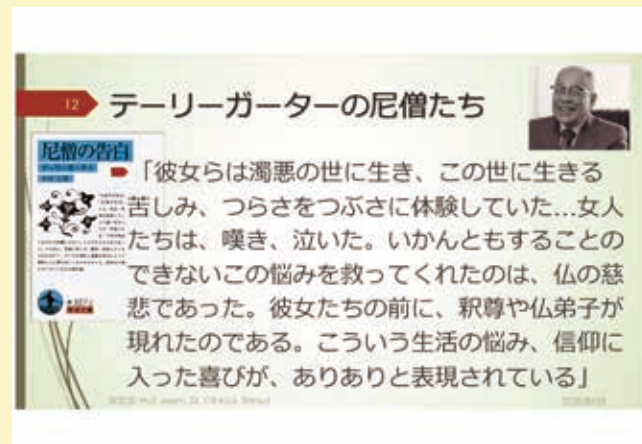 12
テーリーガーターの尼僧たち
尼僧の告白
「彼女らは濁悪の世に生き、この世に生きる
苦しみ、つらさをつぶさに体験していた…女人
たちは、嘆き、泣いた。いかんともすることの
できないこの悩みを救ってくれたのは、仏の慈
悲であった。彼女たちの前に、釈尊や仏弟子が
現れたのである。こういう生活の悩み、信仰に
入った喜びが、ありありと表現されている」